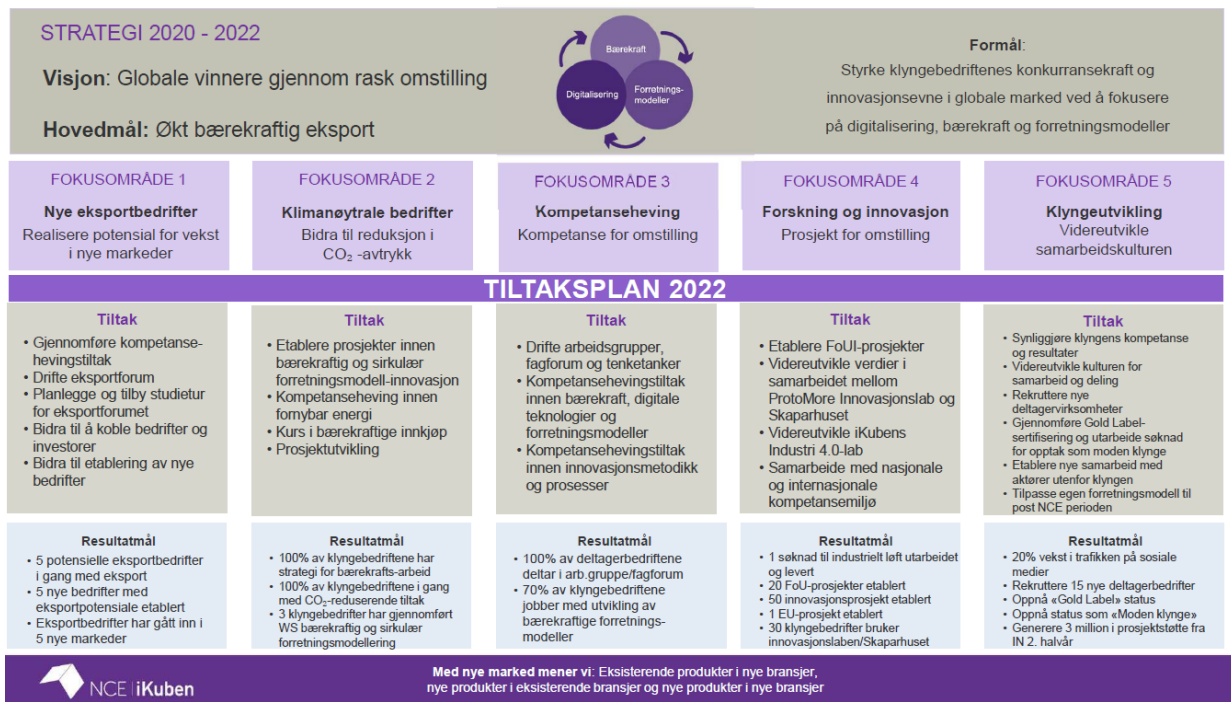 STRATEGI 2020 - 2022
Visjon: Globale vinnere gjennom rask omstilling
Hovedmål: Økt bærekraftig eksport
Bærekraft
Digitalisering
Forretnings-
modeller
Formål:
Styrke klyngebedriftenes konkurransekraft og
innovasjonsevne i globale marked ved å fokusere
på digitalisering, bærekraft og forretningsmodeller
FOKUSOMRÅDE 1
Nye eksportbedrifter
Realisere potensial for vekst
i nye markeder
FOKUSOMRÅDE 2
Klimanøytrale bedrifter
Bidra til reduksjon i
CO₂ -avtrykk
FOKUSOMRÅDE 3
Kompetanseheving
Kompetanse for omstilling
FOKUSOMRÅDE 4
Forskning og innovasjon
Prosjekt for omstilling
FOKUSOMRÅDE 5
Klyngeutvikling
Videreutvikle
samarbeidskulturen
TILTAKSPLAN 2022
Tiltak
• Gjennomføre kompetanse-
hevingstiltak
• Drifte eksportforum
• Planlegge og tilby studietur
for eksportforumet
• Bidra til å koble bedrifter og
investorer
• Bidra til etablering av nye
bedrifter
Tiltak
• Etablere prosjekter innen
bærekraftig og sirkulær
forretningsmodell-innovasjon
• Kompetanseheving innen
fornybar energi
• Kurs i bærekraftige innkjøp
• Prosjektutvikling
Tiltak
• Drifte arbeidsgrupper,
fagforum og tenketanker
• Kompetansehevingstiltak
innen bærekraft, digitale
teknologier og
forretningsmodeller
• Kompetansehevingstiltak
innen innovasjonsmetodikk
og prosesser
Tiltak
• Etablere FoUI-prosjekter
• Videreutvikle verdier i
samarbeidet mellom
ProtoMore Innovasjonslab og
Skaparhuset
• Videreutvikle iKubens
Industri 4.0-lab
• Samarbeide med nasjonale
og internasjonale
kompetansemiljø
Tiltak
• Synliggjøre klyngens kompetanse
og resultater
• Videreutvikle kulturen for
samarbeid og deling
• Rekruttere nye
deltagervirksomheter
• Gjennomføre Gold Label-
sertifisering og utarbeide søknad
for opptak som moden klynge
• Etablere nye samarbeid med
aktører utenfor klyngen
• Tilpasse egen forretningsmodell til
post NCE perioden
Resultatmål
• 5 potensielle eksportbedrifter
i gang med eksport
• 5 nye bedrifter med
eksportpotensiale etablert
• Eksportbedrifter har gått inn i
5 nye markeder
Resultatmål
• 100% av klyngebedriftene har
strategi for bærekrafts-arbeid
• 100% av klyngebedriftene i gang
med CO₂-reduserende tiltak
• 3 klyngebedrifter har gjennomført
WS bærekraftig og sirkulær
forretningsmodellering
Resultatmål
• 100% av deltagerbedriftene
deltar i arb.gruppe/fagforum
• 70% av klyngebedriftene
jobber med utvikling av
bærekraftige forretnings-
modeller
Resultatmål
• 1 søknad til industrielt løft utarbeidet
og levert
• 20 FoU-prosjekter etablert
• 50 innovasjonsprosjekt etablert
• 1 EU-prosjekt etablert
• 30 klyngebedrifter bruker
innovasjonslaben/Skaparhuset
Resultatmål
• 20% vekst i trafikken på sosiale
medier
• Rekruttere 15 nye deltagerbedrifter
• Oppnå «Gold Label» status
• Oppnå status som «Moden klynge»
• Generere 3 million i prosjektstøtte fra
IN 2. halvår
NCE iKuben
Med nye marked mener vi: Eksisterende produkter i nye bransjer,
nye produkter i eksisterende bransjer og nye produkter i nye bransjer